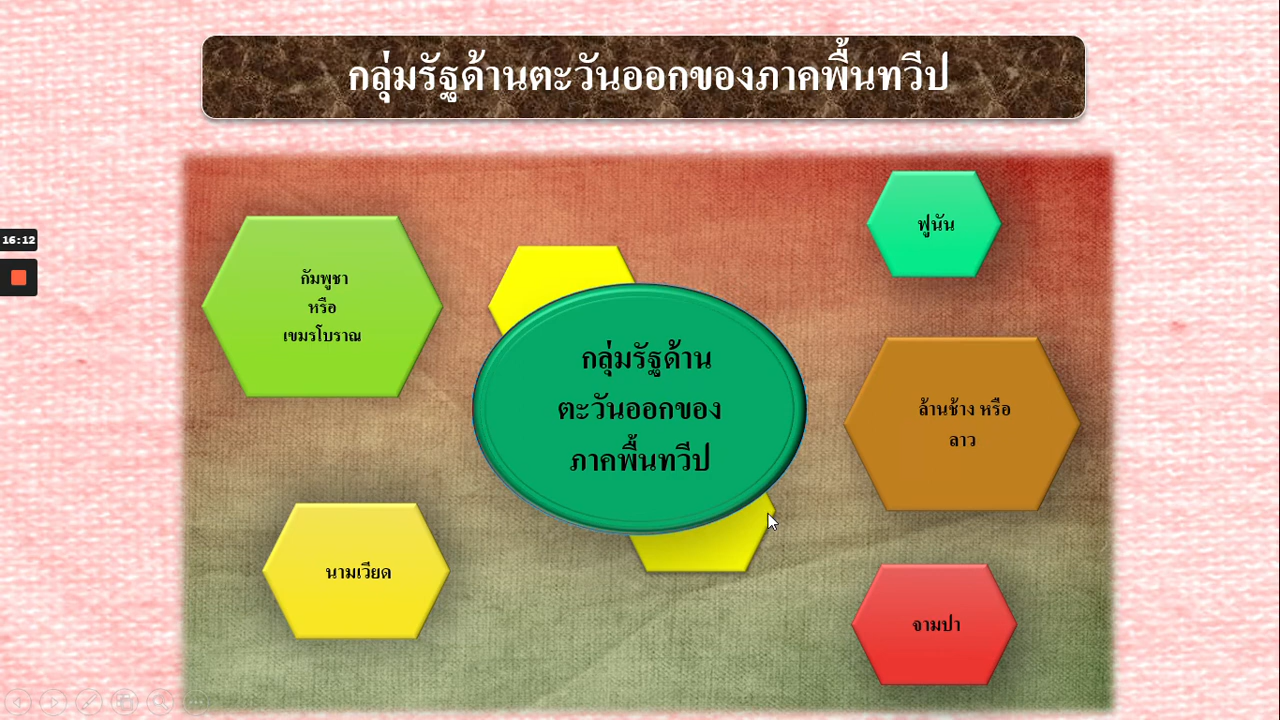 กลุ่มรัฐด้านตะวันออกของภาคพื้นทวีป
ฟูนัน
16:12
กัมพูชา
หรือ
เขมรโบราณ
กลุ่มรัฐด้าน
ตะวันออกของ
ภาคพื้นทวีป
ล้านช้าง หรือ
ลาว
นามเวียด
จามปา